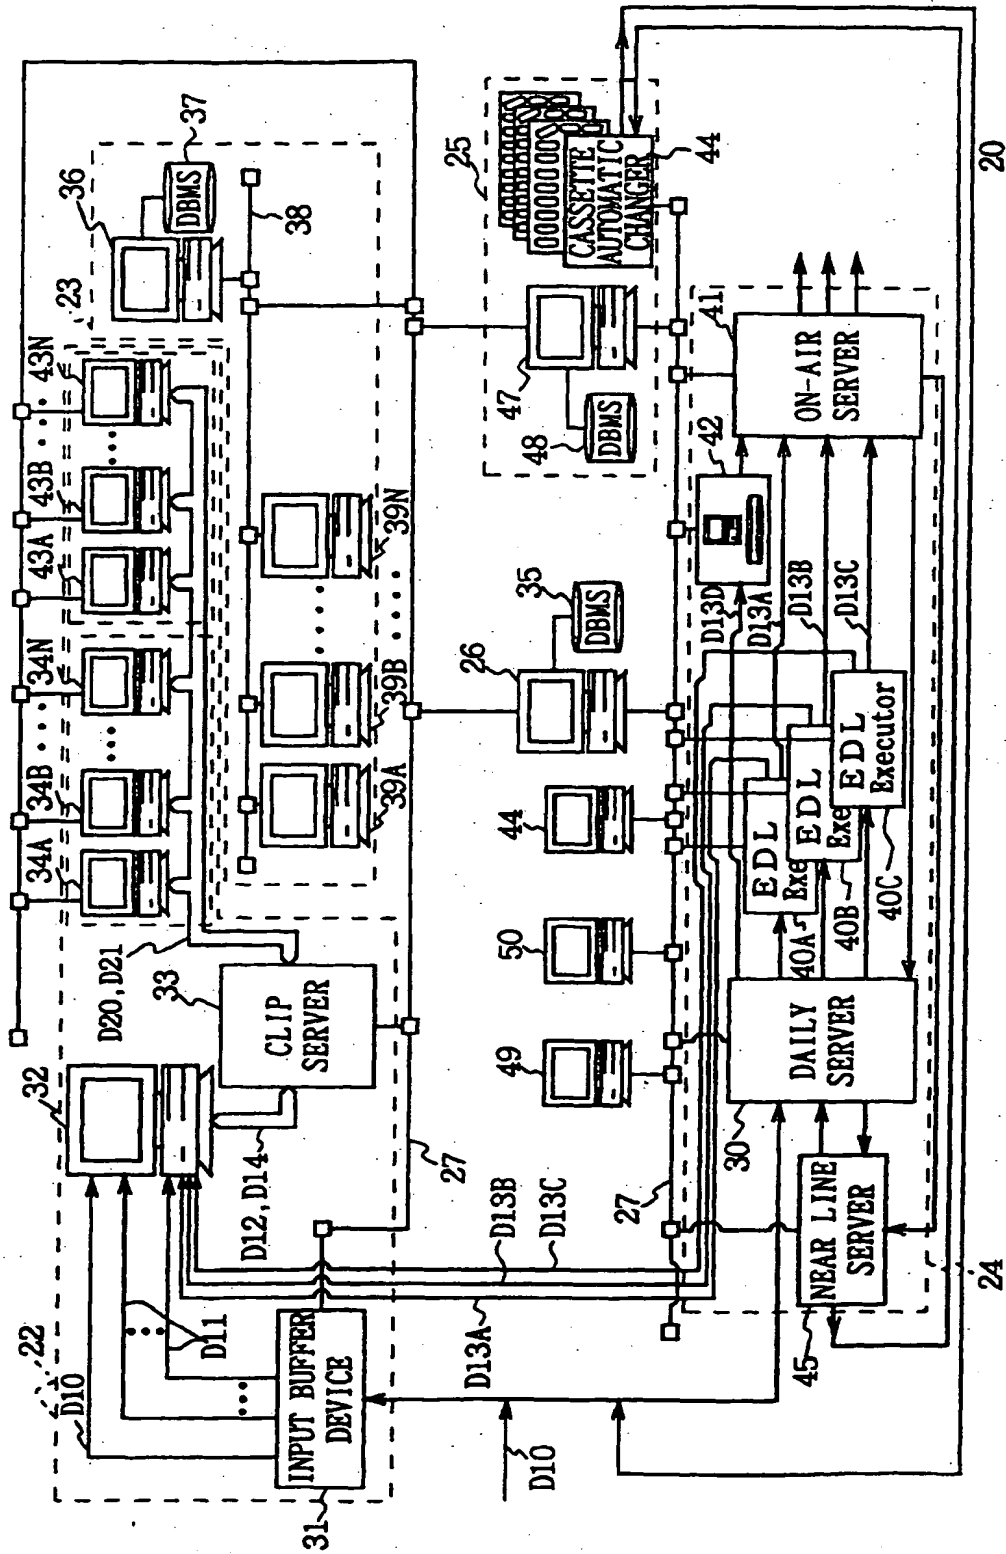 22
D10
D11
31
INPUT BUFFER
DEVICE
32
D12, D14
D20, D21
33
CLIP
SERVER
34A
34B
34N
43A
43B
43N
23
36
DBMS
37
38
39A
39B
39N
27
D13A
D13B
D13C
D10
49
50
44
26
DBMS
35
47
48
DBMS
25
CASSETTE
AUTOMATIC
CHANGER
44
27
45
NEAR LINE
SERVER
30
DAILY
SERVER
40A
EDL
Exe
40B
EDL
Exe
40C
EDL
Executor
D13D
D13A
D13B
D13C
42
41
ON-AIR
SERVER
24
20